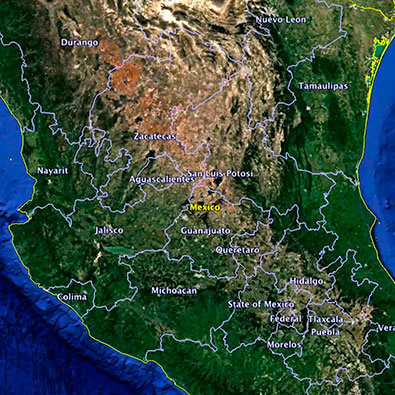 Nuevo Leon
Durango
Tamaulipas
Zacatecas
Nayarit
San Luis Potosi
Aguascalientes
Mexico
Jalisco
Guanajuato
Queretaro
Hidalgo
Michoacan
Colima
State of Mexico
Federal
Tlaxcala
Puebla
Vera
Morelos